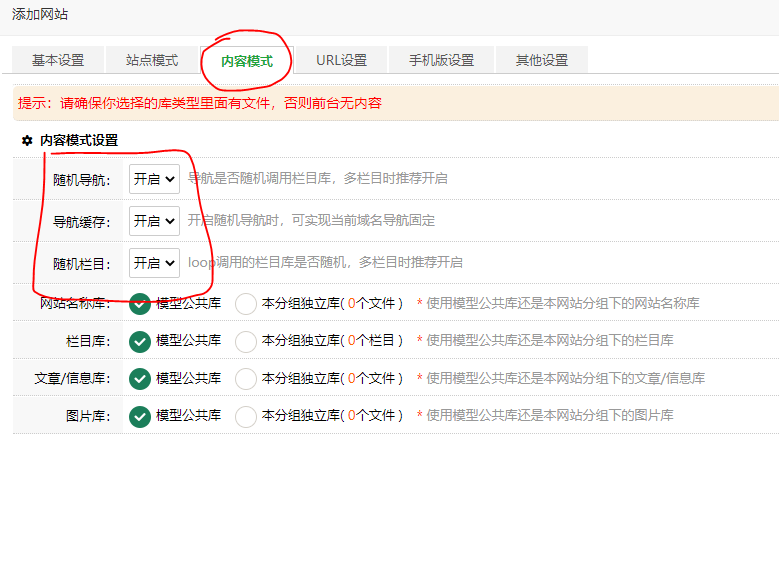 添加网站
基本设置 站点模式 内容模式 URL设置 手机版设置 其他设置
提示：请确保你选择的库类型里面有文件，否则前台无内容
内容模式设置
随机导航： 开启 导航是否随机调用栏目库，多栏目时推荐开启
导航缓存： 开启 开启随机导航时，可实现当前域名导航固定
随机栏目： 开启 loop调用的栏目库是否随机，多栏目时推荐开启
网站名称库： 模型公共库 本分组独立库( 0个文件 ) * 使用模型公共库还是本网站分组下的网站名称库
栏目库： 模型公共库 本分组独立库( 0个栏目 ) * 使用模型公共库还是本网站分组下的栏目库
文章/信息库： 模型公共库 本分组独立库( 0个文件 ) * 使用模型公共库还是本网站分组下的文章/信息库
图片库： 模型公共库 本分组独立库( 0个文件 ) * 使用模型公共库还是本网站分组下的图片库